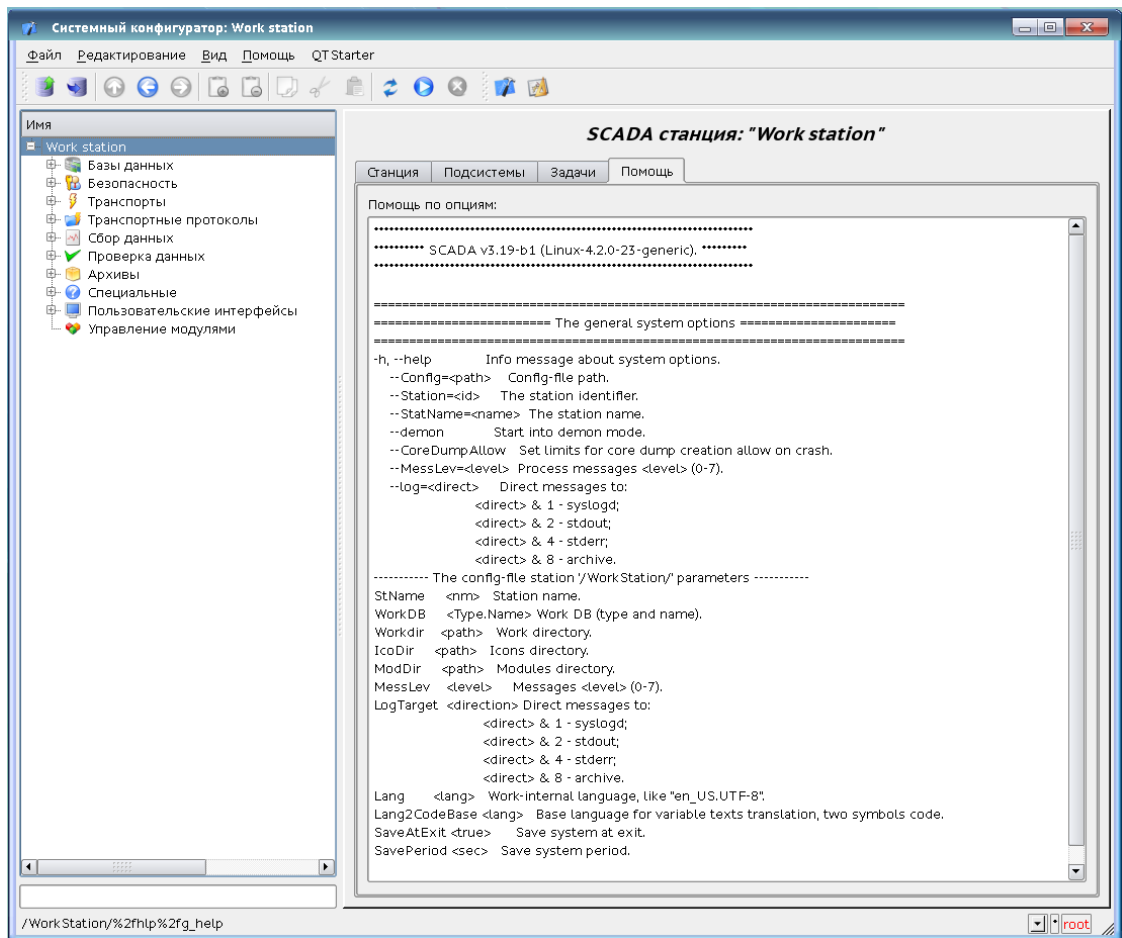 Системный конфигуратор: Work station
Файл Редактирование Вид Помощь QTStarter
Имя
Work station
Базы данных
Безопасность
Транспорты
Транспортные протоколы
Сбор данных
Проверка данных
Архивы
Специальные
Пользовательские интерфейсы
Управление модулями
SCADA станция: "Work station"
Станция Подсистемы Задачи Помощь
Помощь по опциям:
***************************************************************************
********** SCADA v3.19-b1 (Linux-4.2.0-23-generic). *********
***************************************************************************
===========================================================================
========================= The general system options ======================
===========================================================================
-h, --help Info message about system options.
--Config=<path> Config-file path.
--Station=<id> The station identifier.
--StatName=<name> The station name.
--demon Start into demon mode.
--CoreDumpAllow Set limits for core dump creation allow on crash.
--MessLev=<level> Process messages <level> (0-7).
--log=<direct> Direct messages to:
<direct> & 1 - syslogd;
<direct> & 2 - stdout;
<direct> & 4 - stderr;
<direct> & 8 - archive.
----------- The config-file station '/WorkStation/' parameters -----------
StName <nm> Station name.
WorkDB <Type.Name> Work DB (type and name).
Workdir <path> Work directory.
IcoDir <path> Icons directory.
ModDir <path> Modules directory.
MessLev <level> Messages <level> (0-7).
LogTarget <direction> Direct messages to:
<direct> & 1 - syslogd;
<direct> & 2 - stdout;
<direct> & 4 - stderr;
<direct> & 8 - archive.
Lang <lang> Work-internal language, like "en_US.UTF-8".
Lang2CodeBase <lang> Base language for variable texts translation, two symbols code.
SaveAtExit <true> Save system at exit.
SavePeriod <sec> Save system period.
/WorkStation/%2fhlp%2fg_help
* root